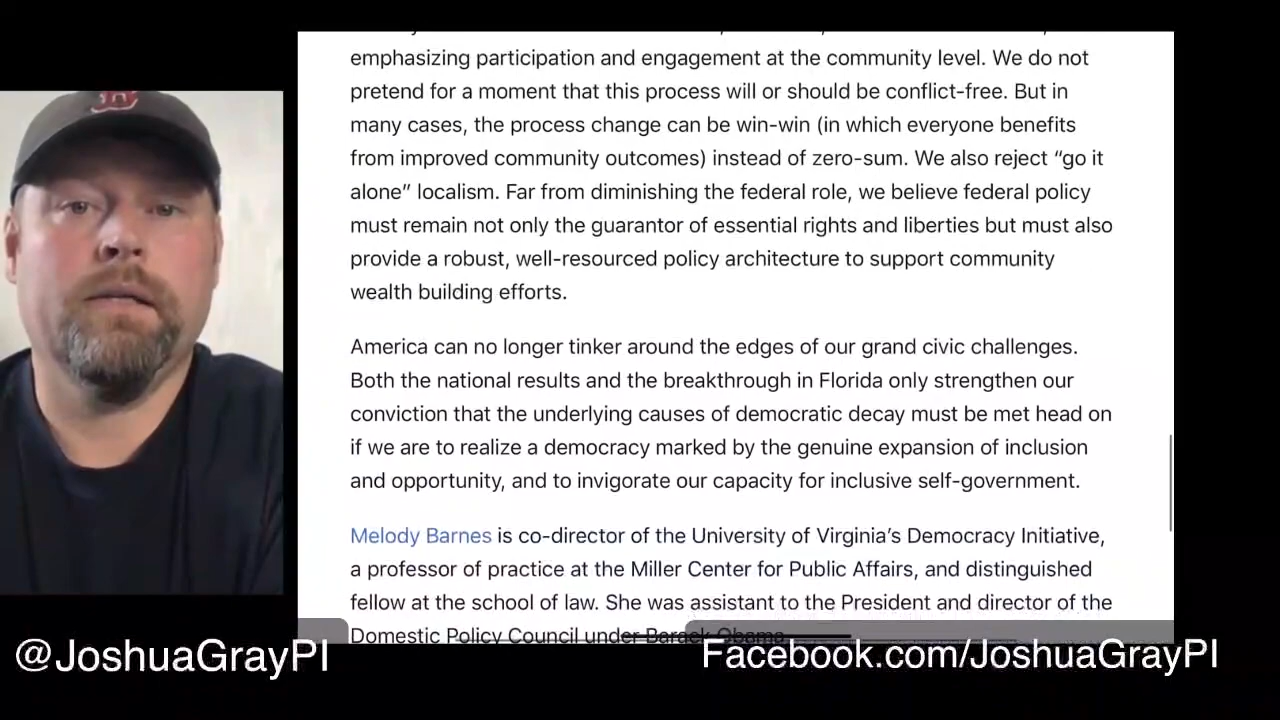 emphasizing participation and engagement at the community level. We do not
pretend for a moment that this process will or should be conflict-free. But in
many cases, the process change can be win-win (in which everyone benefits
from improved community outcomes) instead of zero-sum. We also reject “go it
alone” localism. Far from diminishing the federal role, we believe federal policy
must remain not only the guarantor of essential rights and liberties but must also
provide a robust, well-resourced policy architecture to support community
wealth building efforts.
America can no longer tinker around the edges of our grand civic challenges.
Both the national results and the breakthrough in Florida only strengthen our
conviction that the underlying causes of democratic decay must be met head on
if we are to realize a democracy marked by the genuine expansion of inclusion
and opportunity, and to invigorate our capacity for inclusive self-government.
Melody Barnes is co-director of the University of Virginia’s Democracy Initiative,
a professor of practice at the Miller Center for Public Affairs, and distinguished
fellow at the school of law. She was assistant to the President and director of the
Domestic Policy Council under Barack Obama
@JoshuaGrayPI
Facebook.com/JoshuaGrayPI